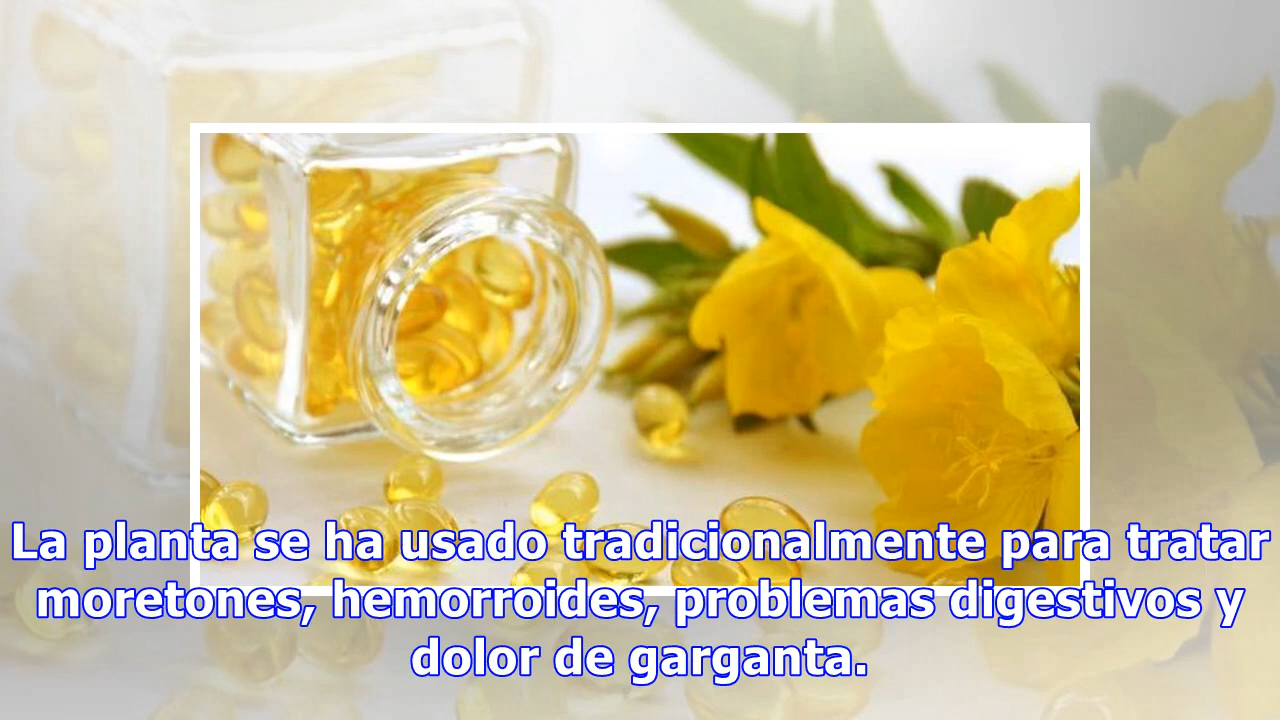 La planta se ha usado tradicionalmente para tratar
moretones, hemorroides, problemas digestivos y
dolor de garganta.